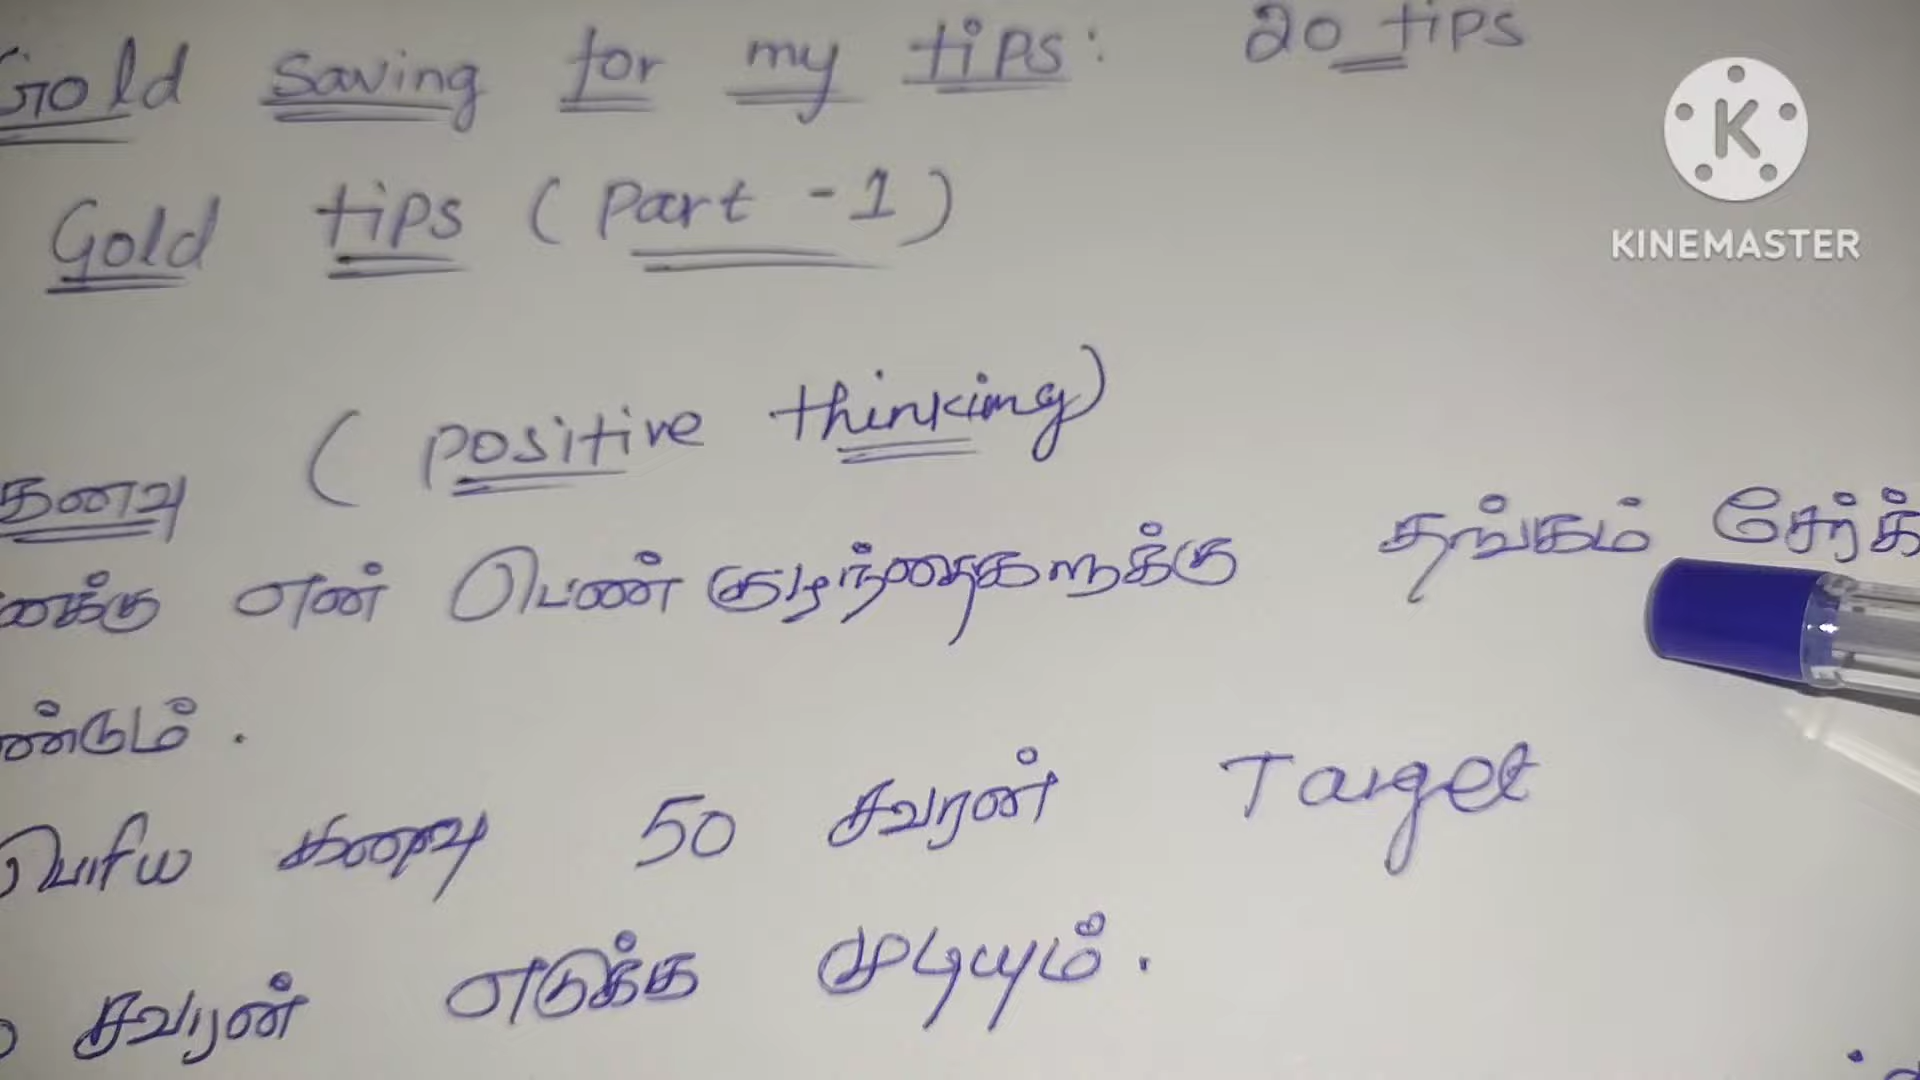 Gold saving for my tips: 20 tips
Gold tips (Part -1)
(positive thinking)
கனவு
எனக்கு என் பெண் குழந்தைகளுக்கு தங்கம் சேர்க்
ண்டும்.
பெரிய கனவு 50 சவரன் Target
சவரன் எடுக்க முடியும்.
K
KINEMASTER